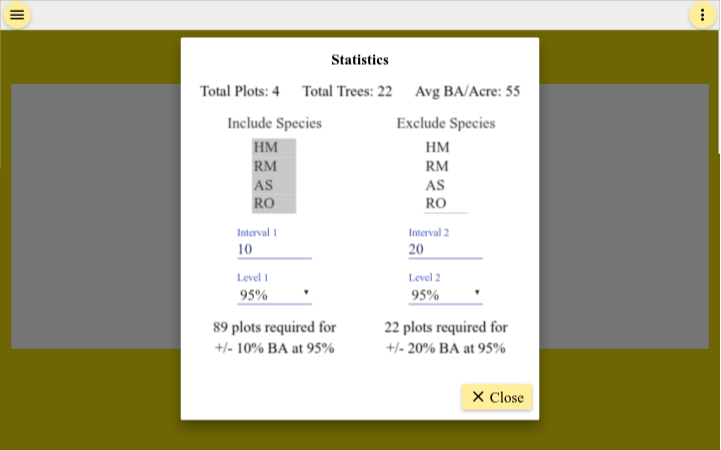 Statistics
Total Plots: 4 Total Trees: 22 Avg BA/Acre: 55
Include Species Exclude Species
HM HM
RM RM
AS AS
RO RO
Interval 1 Interval 2
10 20
Level 1 Level 2
95% 95%
89 plots required for 22 plots required for
+/- 10% BA at 95% +/- 20% BA at 95%
Close